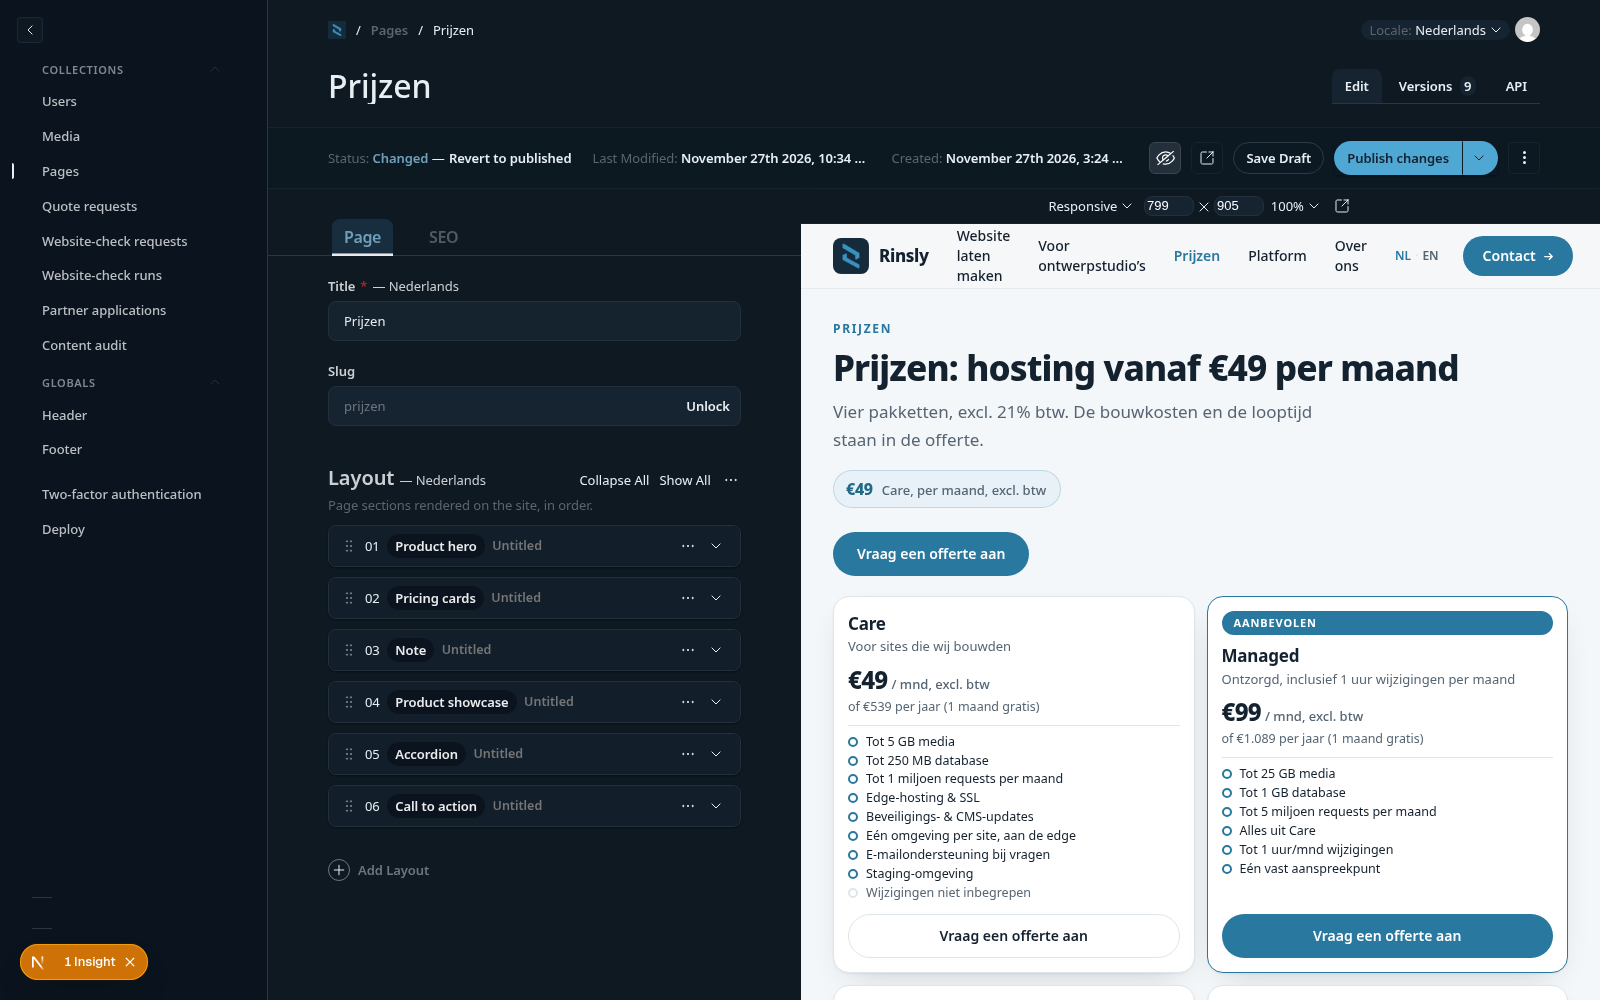 COLLECTIONS
Users
Media
Pages
Quote requests
Website-check requests
Website-check runs
Partner applications
Content audit
GLOBALS
Header
Footer
Two-factor authentication
Deploy
1 Insight
/ Pages / Prijzen
Locale: Nederlands
Prijzen
Edit
Versions 9
API
Status: Changed — Revert to published
Last Modified: November 27th 2026, 10:34 ...
Created: November 27th 2026, 3:24 ...
Save Draft
Publish changes
Page
SEO
Title * — Nederlands
Prijzen
Slug
prijzen
Unlock
Layout — Nederlands
Collapse All
Show All
Page sections rendered on the site, in order.
01 Product hero Untitled
02 Pricing cards Untitled
03 Note Untitled
04 Product showcase Untitled
05 Accordion Untitled
06 Call to action Untitled
Add Layout
Responsive
799 × 905
100%
Rinsly
Website
laten
maken
Voor
ontwerpstudio’s
Prijzen
Platform
Over
ons
NL
EN
Contact →
PRIJZEN
Prijzen: hosting vanaf €49 per maand
Vier pakketten, excl. 21% btw. De bouwkosten en de looptijd
staan in de offerte.
€49 Care, per maand, excl. btw
Vraag een offerte aan
Care
Voor sites die wij bouwden
€49 / mnd, excl. btw
of €539 per jaar (1 maand gratis)
Tot 5 GB media
Tot 250 MB database
Tot 1 miljoen requests per maand
Edge-hosting & SSL
Beveiligings- & CMS-updates
Eén omgeving per site, aan de edge
E-mailondersteuning bij vragen
Staging-omgeving
Wijzigingen niet inbegrepen
Vraag een offerte aan
AANBEVOLEN
Managed
Ontzorgd, inclusief 1 uur wijzigingen per maand
€99 / mnd, excl. btw
of €1.089 per jaar (1 maand gratis)
Tot 25 GB media
Tot 1 GB database
Tot 5 miljoen requests per maand
Alles uit Care
Tot 1 uur/mnd wijzigingen
Eén vast aanspreekpunt
Vraag een offerte aan